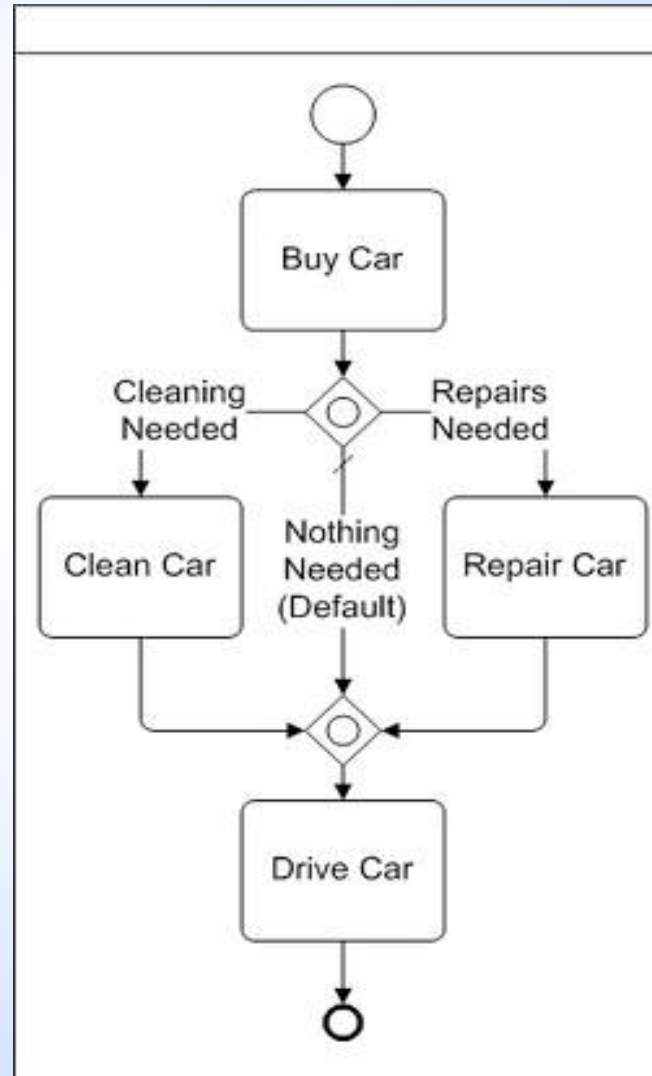 Buy Car
Cleaning
Needed
Repairs
Needed
Clean Car
Nothing
Needed
(Default)
Repair Car
Drive Car